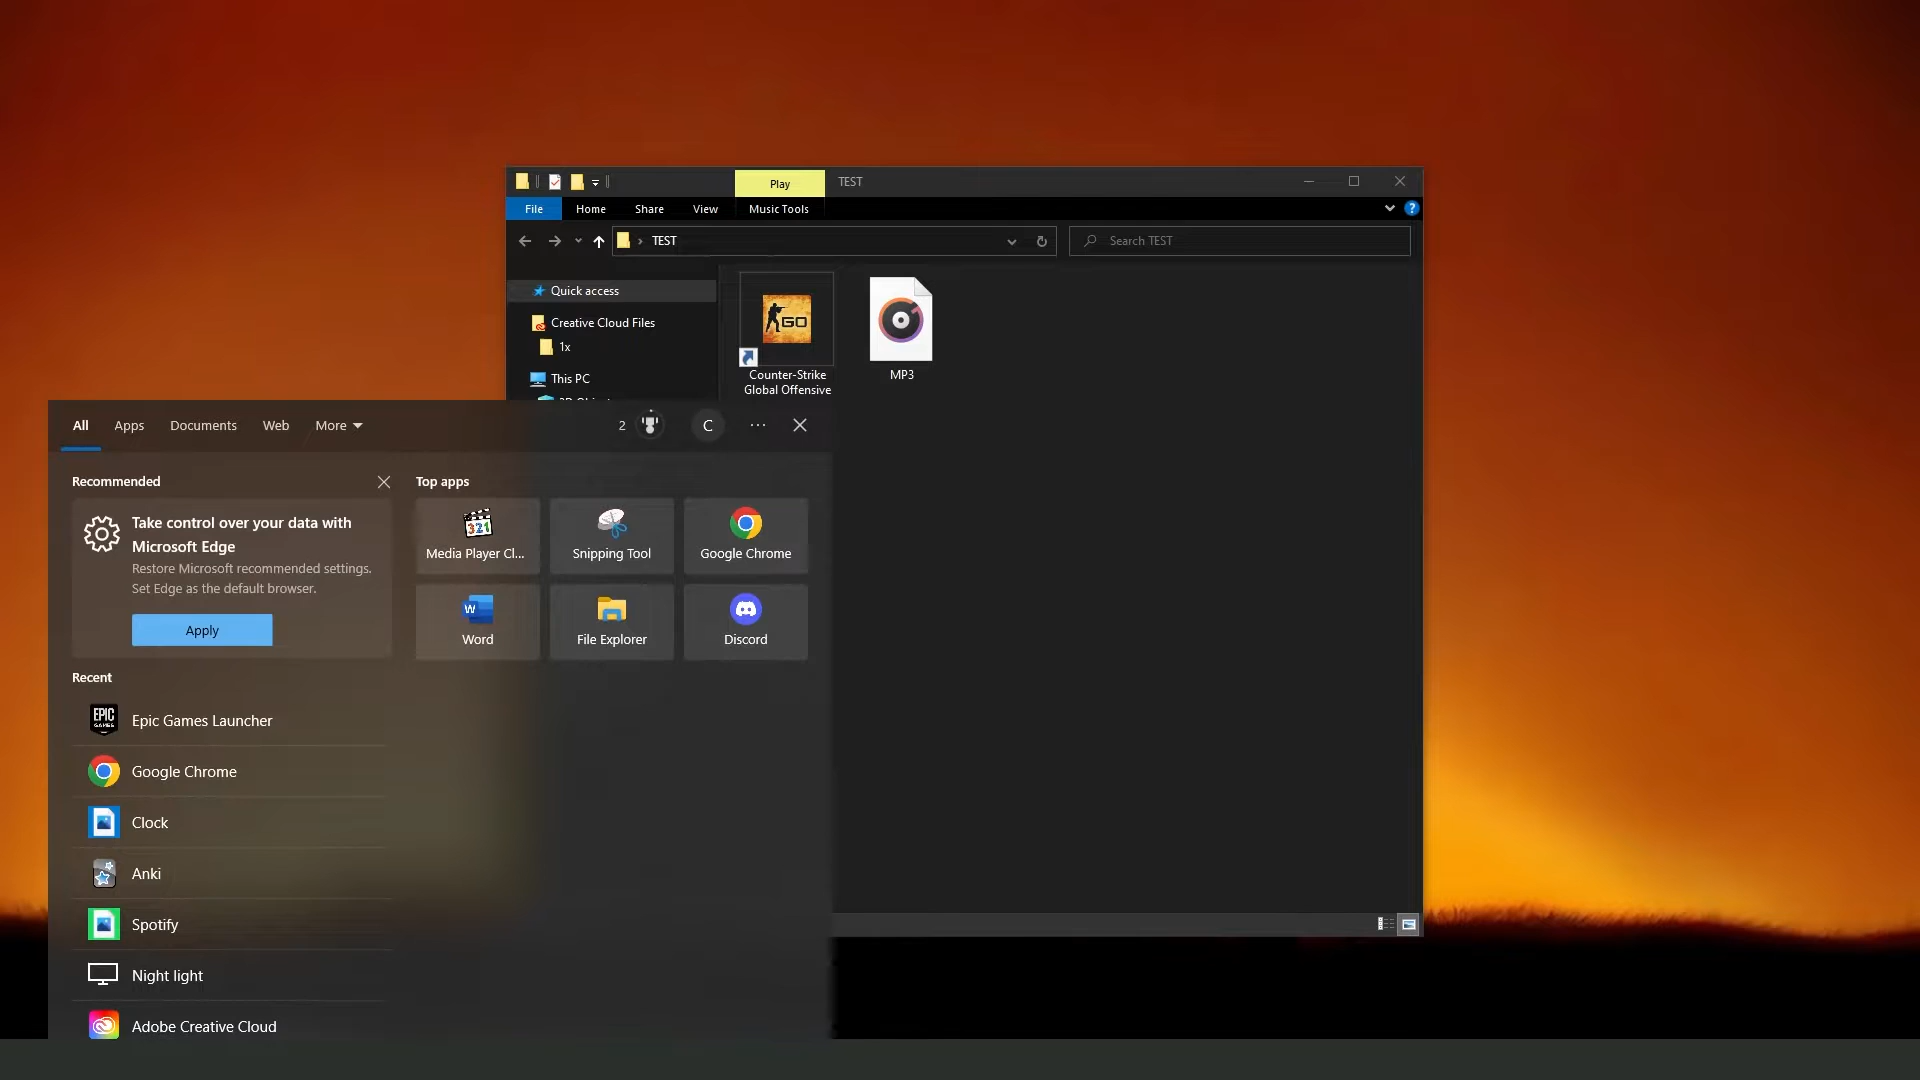 Play
TEST
File
Home
Share
View
Music Tools
?
TEST
Search TEST
Quick access
Creative Cloud Files
1x
This PC
GO
Counter-Strike
Global Offensive
MP3
All
Apps
Documents
Web
More
2
C
Recommended
Take control over your data with
Microsoft Edge
Restore Microsoft recommended settings.
Set Edge as the default browser.
Apply
Top apps
321
Media Player Cl...
Snipping Tool
Google Chrome
W
Word
File Explorer
Discord
Recent
EPIC
GAMES
Epic Games Launcher
Google Chrome
Clock
Anki
Spotify
Night light
Adobe Creative Cloud